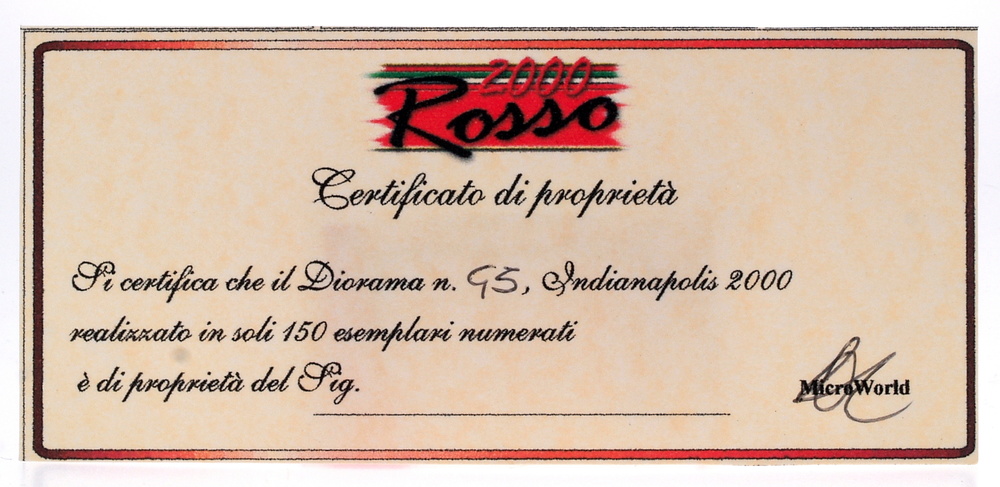 2000
Rosso
Certificato di proprietà
Si certifica che il Diorama n. 95, Indianapolis 2000
realizzato in soli 150 esemplari numerati
è di proprietà del Sig.
MicroWorld